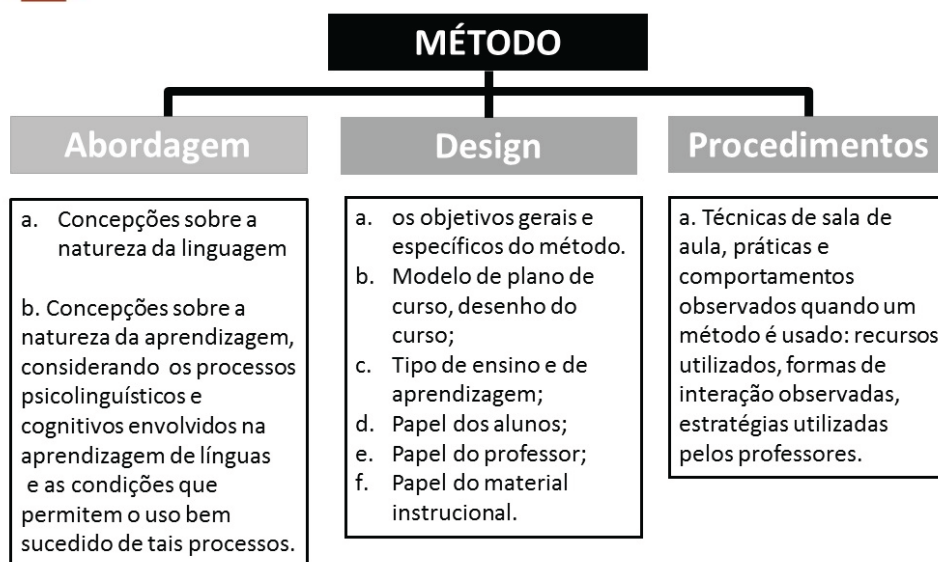 MÉTODO
Abordagem
a. Concepções sobre a
natureza da linguagem
b. Concepções sobre a
natureza da aprendizagem,
considerando os processos
psicolinguísticos e
cognitivos envolvidos na
aprendizagem de línguas
e as condições que
permitem o uso bem
sucedido de tais processos.
Design
a. os objetivos gerais e
específicos do método.
b. Modelo de plano de
curso, desenho do
curso;
c. Tipo de ensino e de
aprendizagem;
d. Papel dos alunos;
e. Papel do professor;
f. Papel do material
instrucional.
Procedimentos
a. Técnicas de sala de
aula, práticas e
comportamentos
observados quando um
método é usado: recursos
utilizados, formas de
interação observadas,
estratégias utilizadas
pelos professores.